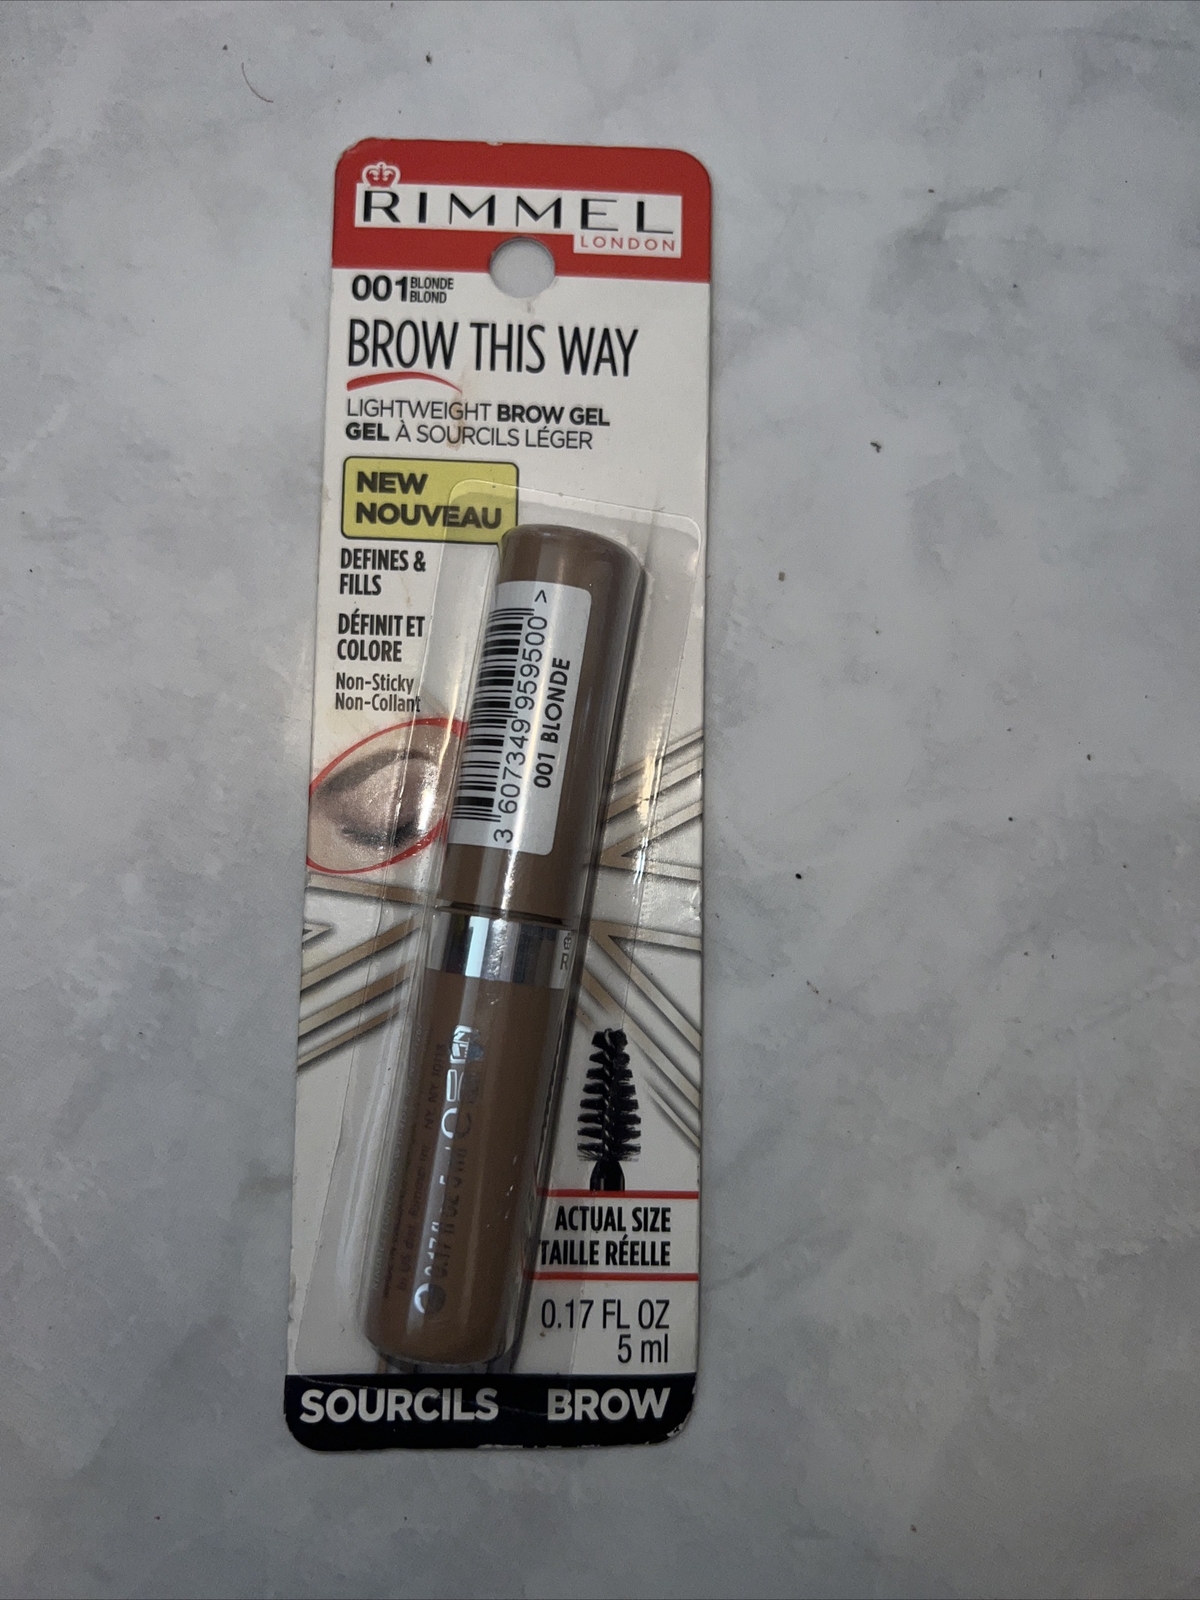 RIMMEL
LONDON
001 BLONDE
BLOND
BROW THIS WAY
LIGHTWEIGHT BROW GEL
GEL À SOURCILS LÉGER
NEW
NOUVEAU
DEFINES &
FILLS
DÉFINIT ET
COLORE
Non-Sticky
Non-Collant
3 607349 959500 >
001 BLONDE
ACTUAL SIZE
TAILLE RÉELLE
0.17 FL OZ
5 ml
SOURCILS BROW